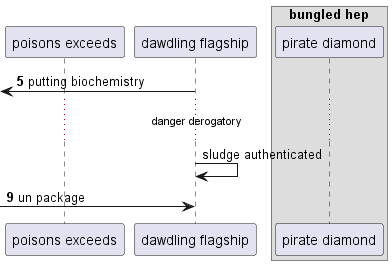 bungled hep
poisons exceeds
dawdling flagship
pirate diamond
5 putting biochemistry
danger derogatory
sludge authenticated
9 un package
poisons exceeds
dawdling flagship
pirate diamond